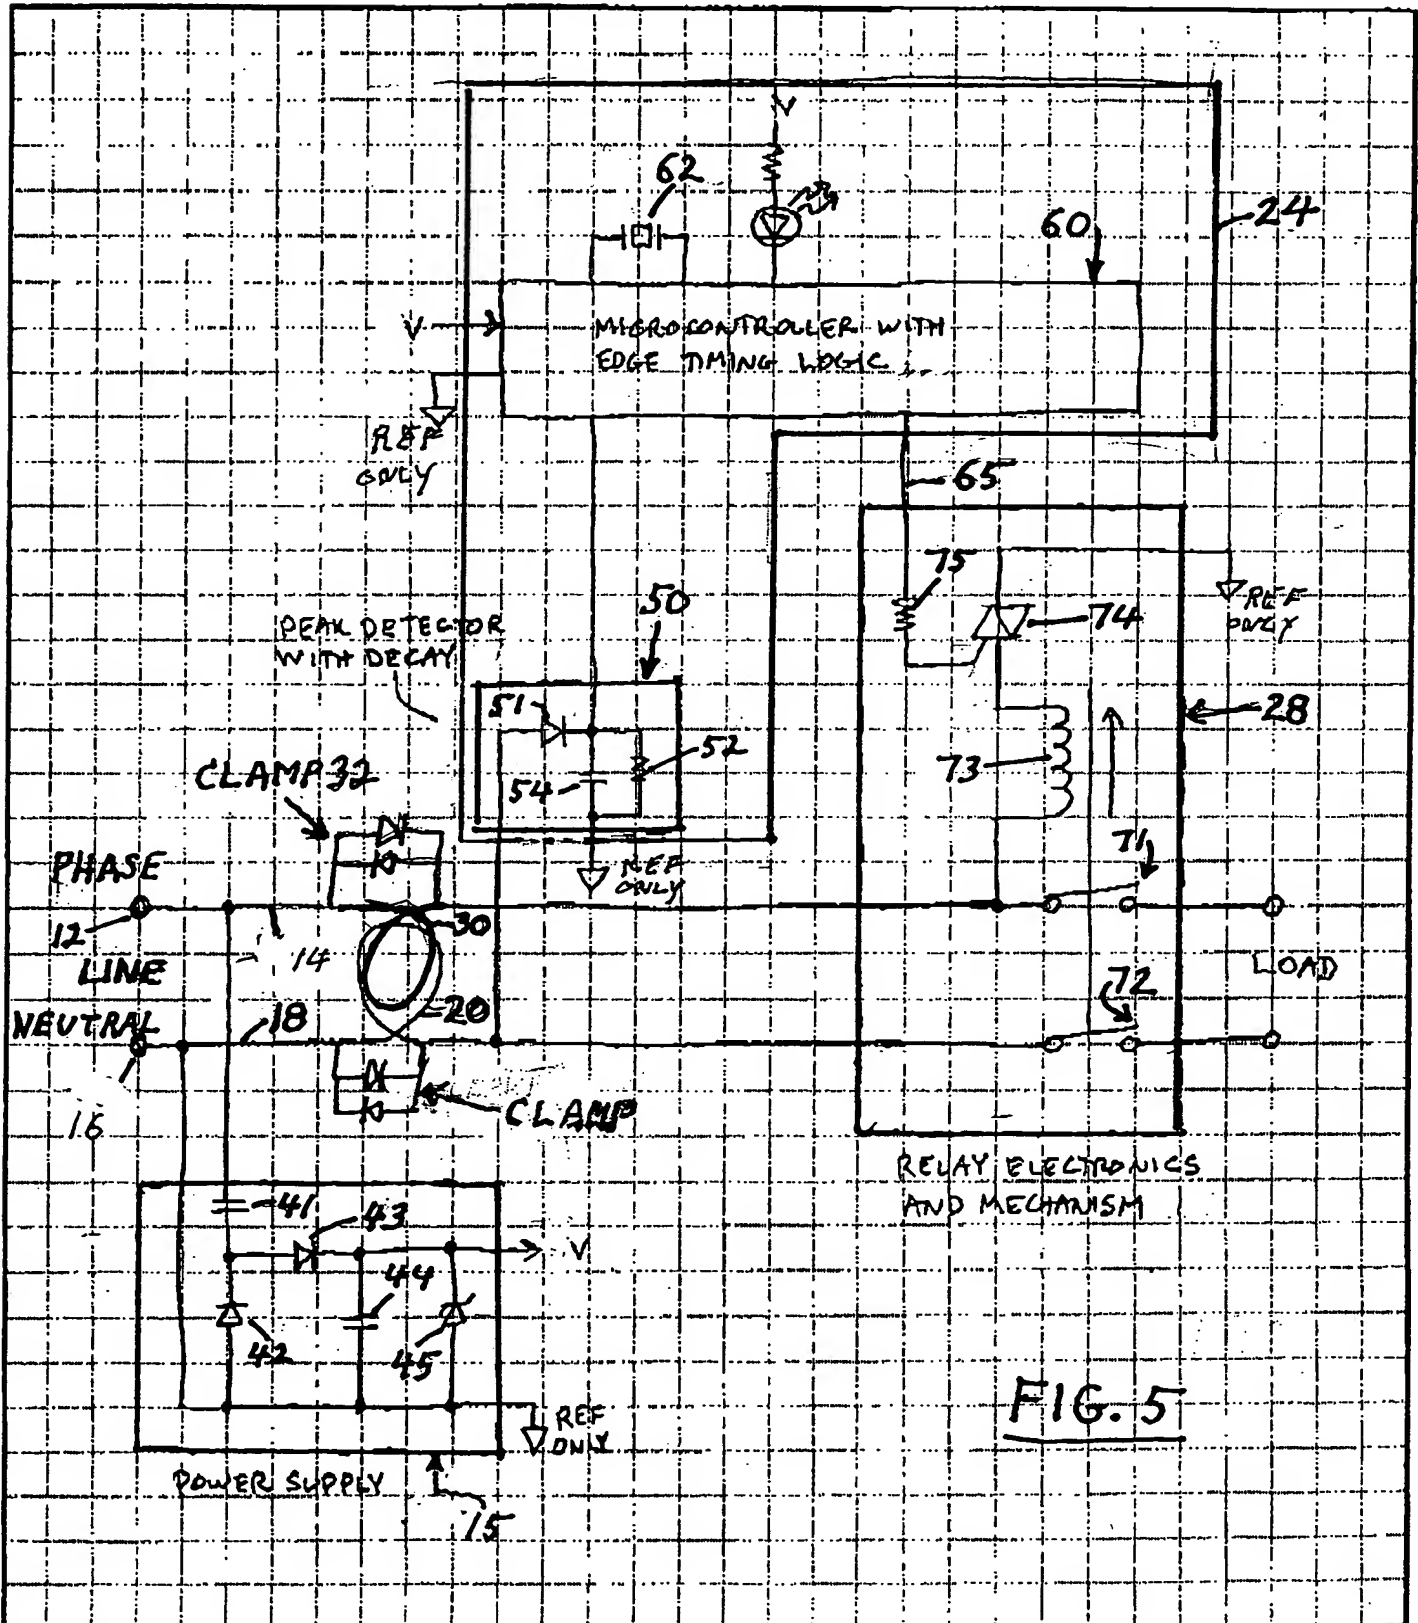 V
62
60
24
V
MICROCONTROLLER WITH
EDGE TIMING LOGIC
REF
ONLY
65
75
50
74
REF
ONLY
PEAK DETECTOR
WITH DECAY
51
52
54
28
73
CLAMP 32
71
PHASE
REF
ONLY
12
30
14
LINE
LOAD
72
NEUTRAL
18
20
16
CLAMP
RELAY ELECTRONICS
AND MECHANISM
41
43
V
44
42
45
REF
ONLY
FIG. 5
POWER SUPPLY
15